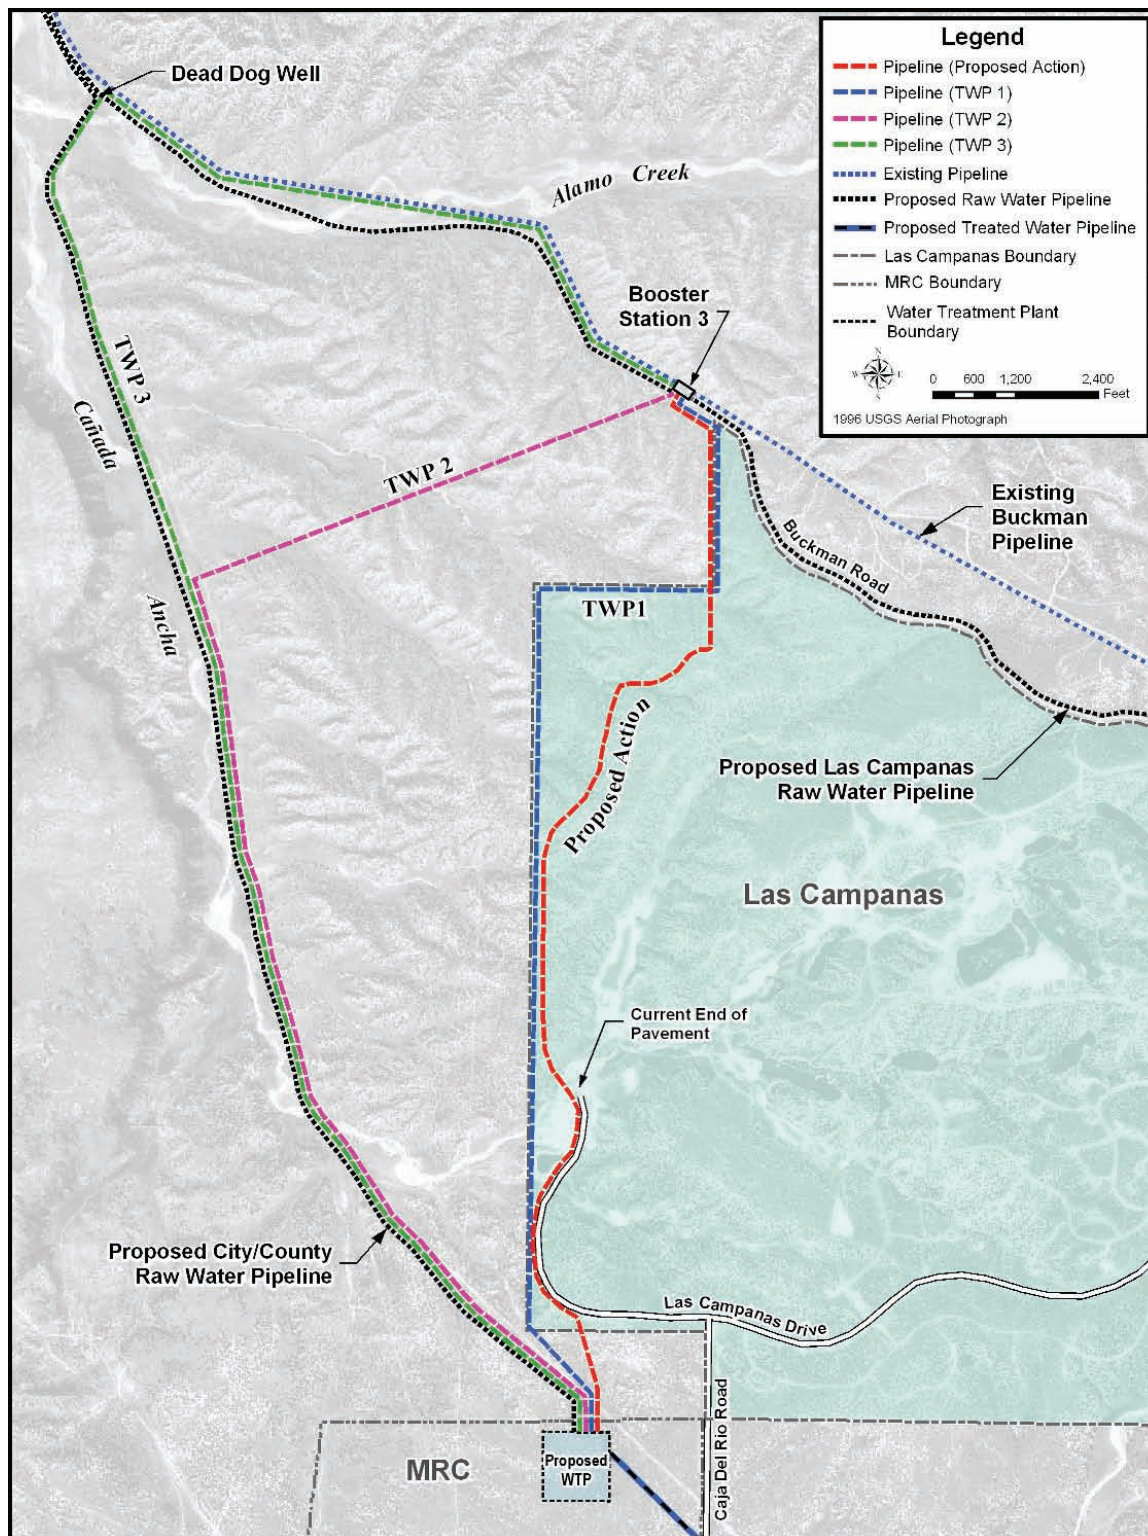 Legend
Pipeline (Proposed Action)
Pipeline (TWP 1)
Pipeline (TWP 2)
Pipeline (TWP 3)
Existing Pipeline
Proposed Raw Water Pipeline
Proposed Treated Water Pipeline
Las Campanas Boundary
MRC Boundary
Water Treatment Plant
Boundary
N
W
E
S
0 600 1,200 2,400
Feet
1996 USGS Aerial Photograph
Dead Dog Well
Alamo Creek
Booster
Station 3
TWP 3
Cañada
Ancha
TWP 2
Existing
Buckman
Pipeline
Buckman Road
TWP1
Proposed Action
Proposed Las Campanas
Raw Water Pipeline
Las Campanas
Current End of
Pavement
Proposed City/County
Raw Water Pipeline
Las Campanas Drive
Caja Del Rio Road
MRC
Proposed
WTP